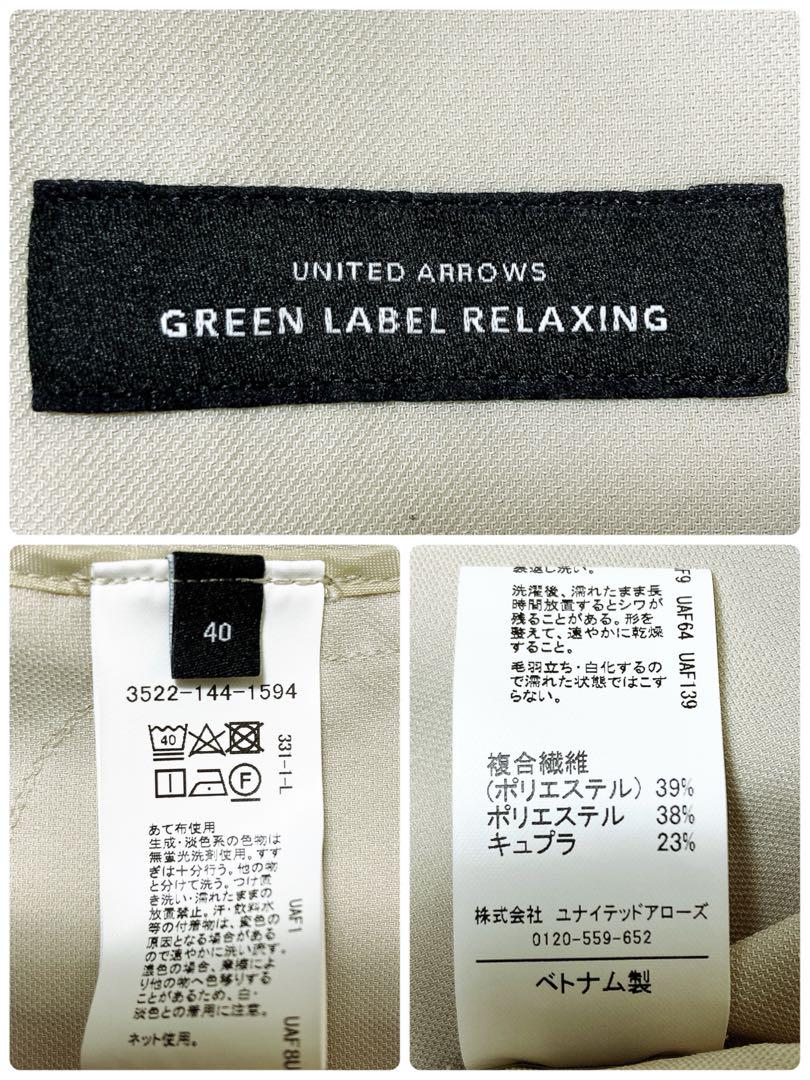 UNITED ARROWS
GREEN LABEL RELAXING
40
3522-144-1594
40
F
331-1-L
あて布使用
生成・淡色系の色物は
無蛍光洗剤使用。すす
ぎは十分行う。他の物
と分けて洗う。つけ置
き洗い・濡れたままの
放置禁止。汗・飲料水
等の付着物は、変色の
原因となる場合がある
ので速やかに洗い流す。
濃色の場合、摩擦によ
り他の物へ色移りする
ことがあるため、白・
淡色との着用に注意。
ネット使用。
UAF1
UAF8U
裏返し洗い。
洗濯後、濡れたまま長
時間放置するとシワが
残ることがある。形を
整えて、速やかに乾燥
すること。
毛羽立ち・白化するの
で濡れた状態ではこす
らない。
F9 UAF64 UAF139
複合繊維
(ポリエステル) 39%
ポリエステル 38%
キュプラ 23%
株式会社 ユナイテッドアローズ
0120-559-652
ベトナム製